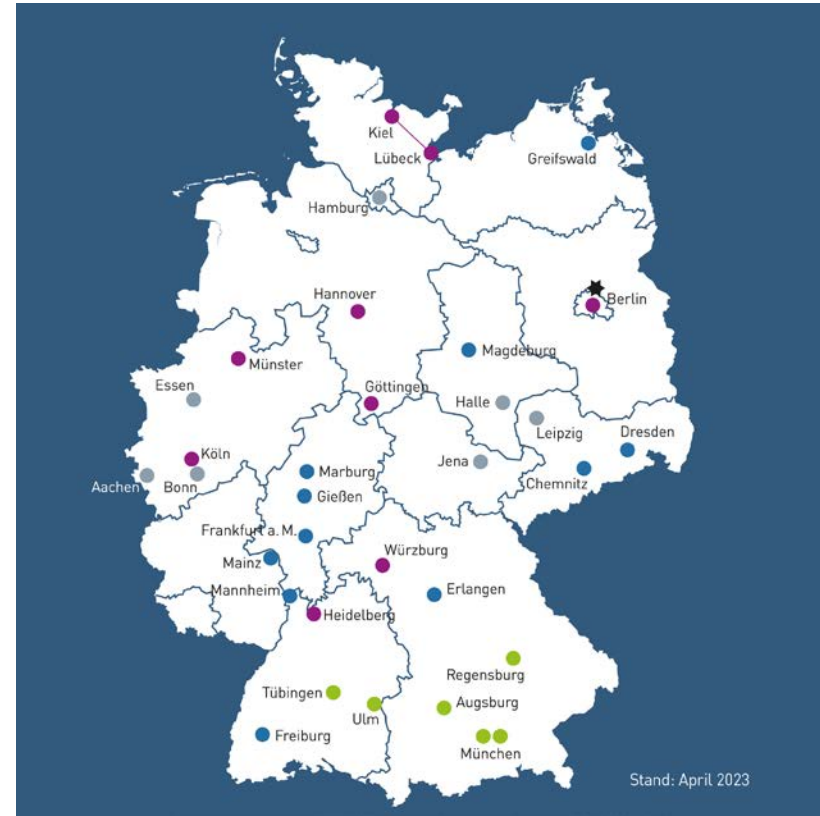 Kiel
Lübeck
Greifswald
Hamburg
Hannover
Berlin
Münster
Magdeburg
Essen
Göttingen
Halle
Leipzig
Dresden
Köln
Jena
Marburg
Chemnitz
Aachen
Bonn
Gießen
Frankfurt a. M.
Würzburg
Mainz
Mannheim
Erlangen
Heidelberg
Regensburg
Tübingen
Augsburg
Ulm
Freiburg
München
Stand: April 2023